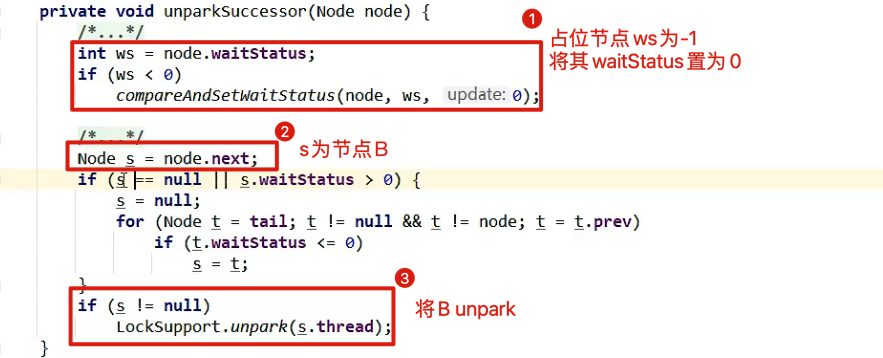 private void unparkSuccessor(Node node) {
/*...*/
1
占位节点ws为-1
int ws = node.waitStatus;
将其waitStatus置为0
if (ws < 0)
compareAndSetWaitStatus(node, ws, update: 0);
/*...*/
2
Node s = node.next;
s为节点B
if (s == null || s.waitStatus > 0) {
s = null;
for (Node t = tail; t != null && t != node; t = t.prev)
if (t.waitStatus <= 0)
s = t;
}
3
if (s != null)
将B unpark
LockSupport.unpark(s.thread);
}